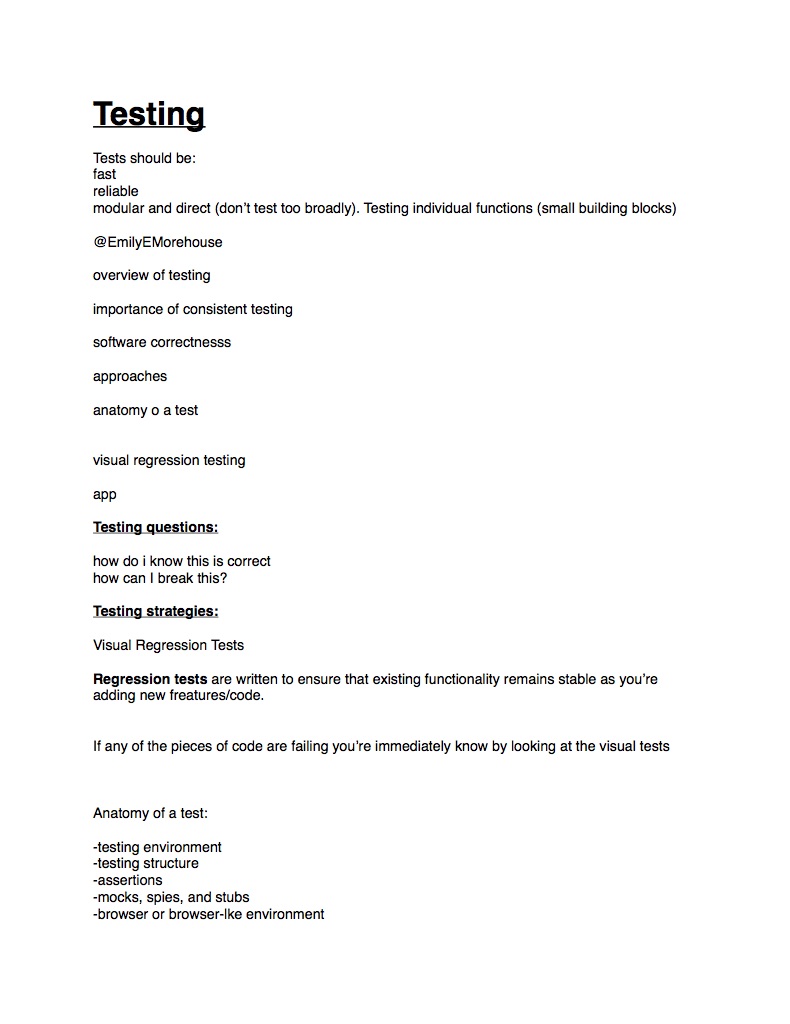 Testing
Tests should be:
fast
reliable
modular and direct (don’t test too broadly). Testing individual functions (small building blocks)
@EmilyEMorehouse
overview of testing
importance of consistent testing
software correctnesss
approaches
anatomy o a test
visual regression testing
app
Testing questions:
how do i know this is correct
how can I break this?
Testing strategies:
Visual Regression Tests
Regression tests are written to ensure that existing functionality remains stable as you’re
adding new freatures/code.
If any of the pieces of code are failing you’re immediately know by looking at the visual tests
Anatomy of a test:
-testing environment
-testing structure
-assertions
-mocks, spies, and stubs
-browser or browser-lke environment